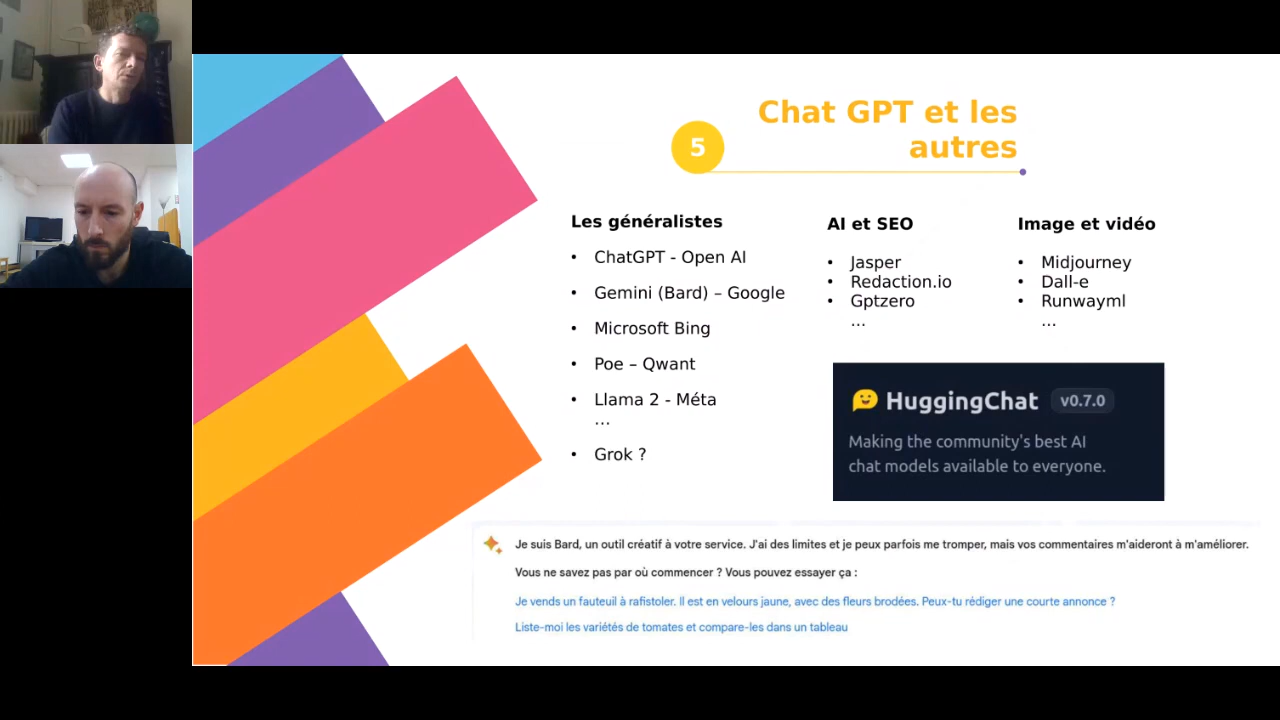 Chat GPT et les
autres
5
Les généralistes
• ChatGPT - Open AI
• Gemini (Bard) – Google
• Microsoft Bing
• Poe – Qwant
• Llama 2 - Méta
...
• Grok ?
AI et SEO
• Jasper
• Redaction.io
• Gptzero
...
Image et vidéo
• Midjourney
• Dall-e
• Runwayml
...
HuggingChat v0.7.0
Making the community's best AI
chat models available to everyone.
Je suis Bard, un outil créatif à votre service. J'ai des limites et je peux parfois me tromper, mais vos commentaires m'aideront à m'améliorer.
Vous ne savez pas par où commencer ? Vous pouvez essayer ça :
Je vends un fauteuil à rafistoler. Il est en velours jaune, avec des fleurs brodées. Peux-tu rédiger une courte annonce ?
Liste-moi les variétés de tomates et compare-les dans un tableau